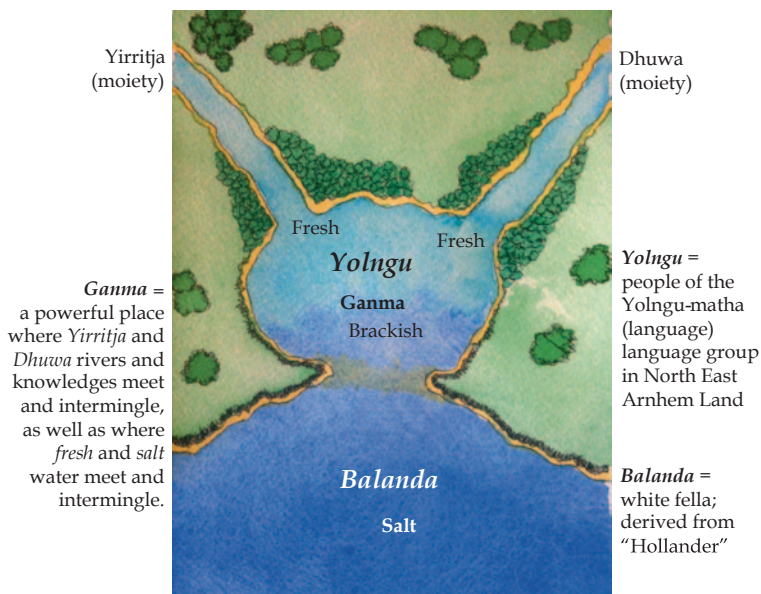 Yirritja
(moiety)
Dhuwa
(moiety)
Fresh
Fresh
Yolngu
Ganma
Brackish
Ganma =
a powerful place
where Yirritja and
Dhuwa rivers and
knowledges meet
and intermingle,
as well as where
fresh and salt
water meet and
intermingle.
Yolngu =
people of the
Yolngu-matha
(language)
language group
in North East
Arnhem Land
Balanda
Salt
Balanda =
white fella;
derived from
“Hollander”